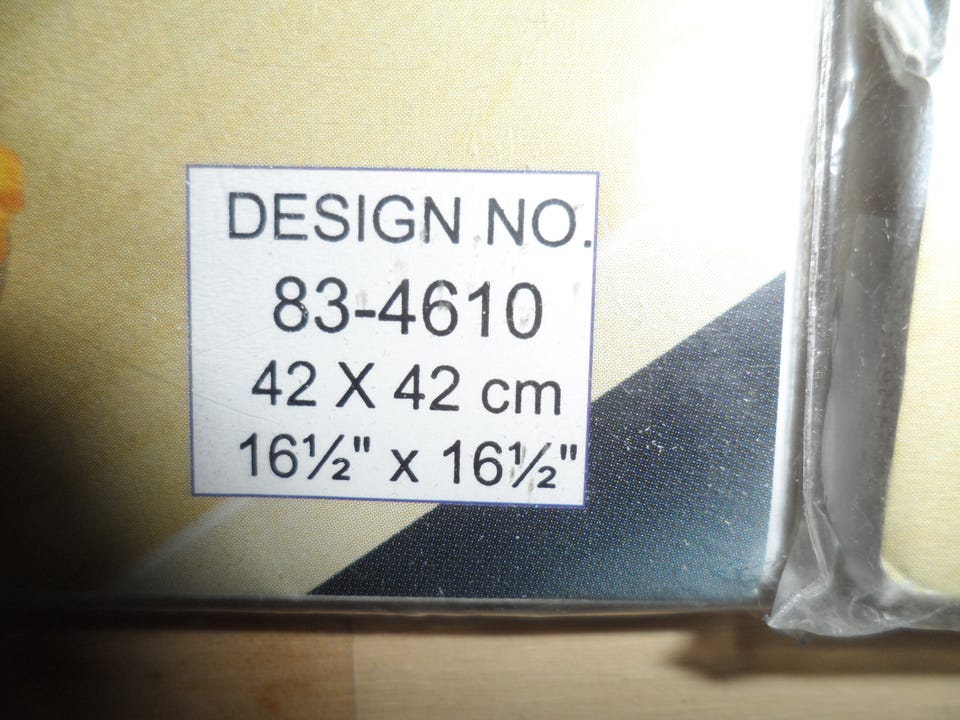 DESIGN NO.
83-4610
42 X 42 cm
16½" x 16½"